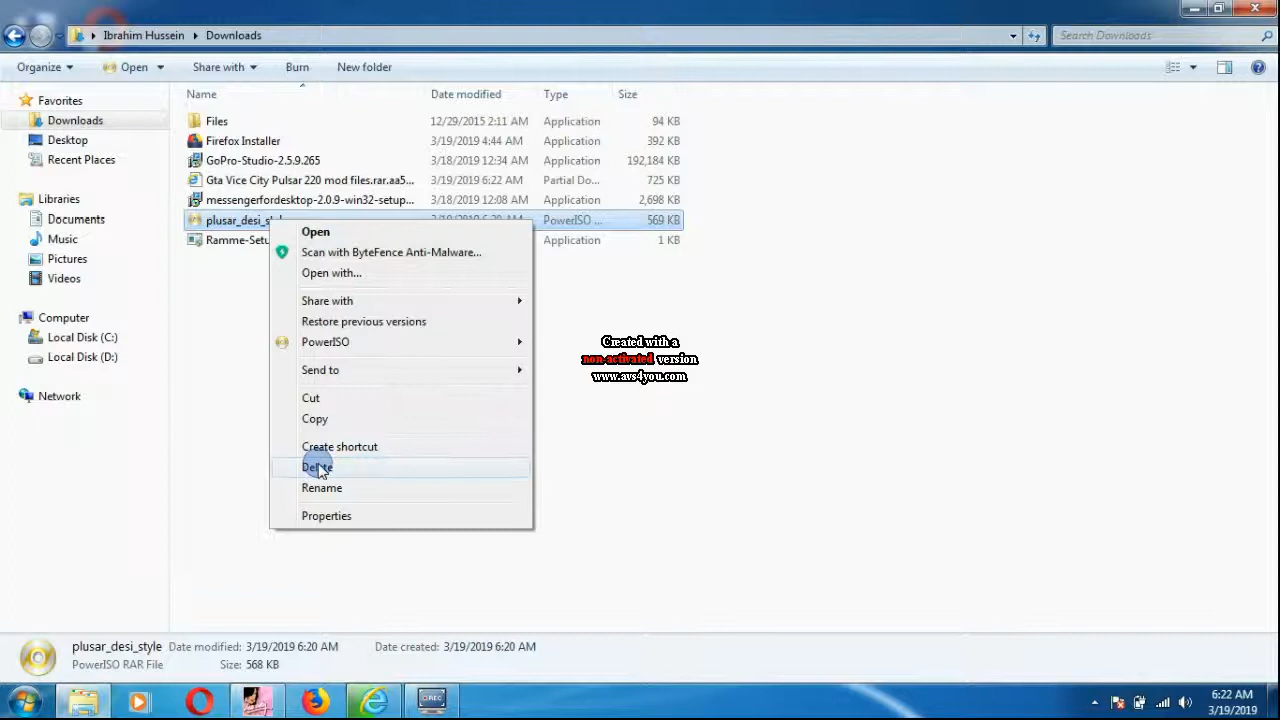 Ibrahim Hussein Downloads
Search Downloads
Organize Open Share with Burn New folder
Name Date modified Type Size
Favorites
Downloads
Desktop
Recent Places
Libraries
Documents
Music
Pictures
Videos
Computer
Local Disk (C:)
Local Disk (D:)
Network
Files 12/29/2015 2:11 AM Application 94 KB
Firefox Installer 3/19/2019 4:44 AM Application 392 KB
GoPro-Studio-2.5.9.265 3/18/2019 12:34 AM Application 192,184 KB
Gta Vice City Pulsar 220 mod files.rar.aa5... 3/19/2019 6:22 AM Partial Do... 725 KB
messengerfordesktop-2.0.9-win32-setup... 3/18/2019 12:08 AM Application 2,698 KB
plusar_desi_styl 3/19/2019 6:20 AM PowerISO ... 569 KB
Ramme-Setu Application 1 KB
Open
Scan with ByteFence Anti-Malware...
Open with...
Share with
Restore previous versions
PowerISO
Send to
Cut
Copy
Create shortcut
Delete
Rename
Properties
Created with a
non-activated version
www.avs4you.com
plusar_desi_style Date modified: 3/19/2019 6:20 AM Date created: 3/19/2019 6:20 AM
PowerISO RAR File Size: 568 KB
REC
6:22 AM
3/19/2019